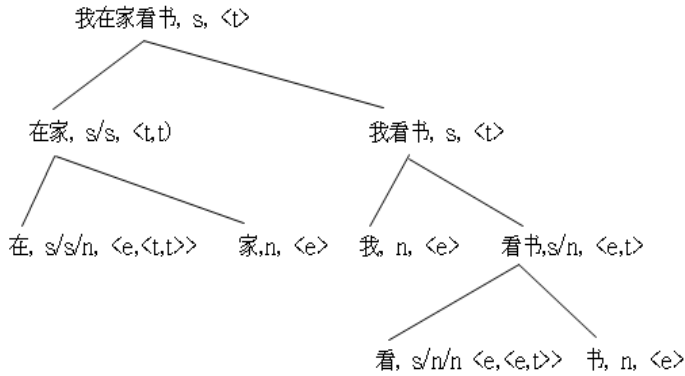 我在家看书, s, <t>
在家, s/s, <t,t) 我看书, s, <t>
在, s/s/n, <e,<t,t>> 家,n, <e> 我, n, <e> 看书,s/n, <e,t>
看, s/n/n <e,<e,t>> 书, n, <e>